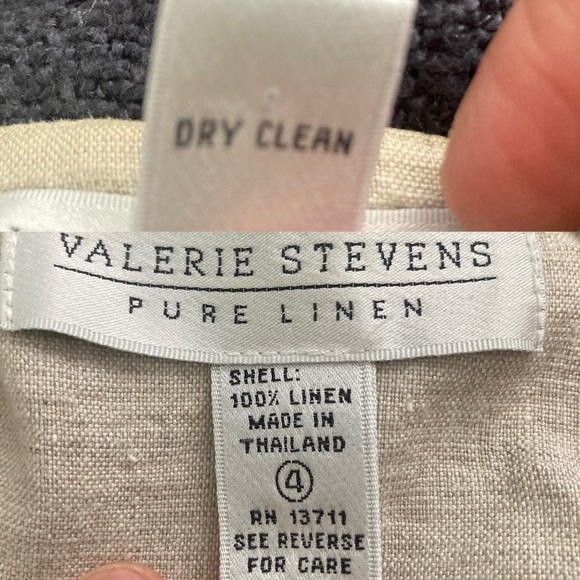 DRY CLEAN
VALERIE STEVENS
PURE LINEN
SHELL:
100% LINEN
MADE IN
THAILAND
4
RN 13711
SEE REVERSE
FOR CARE